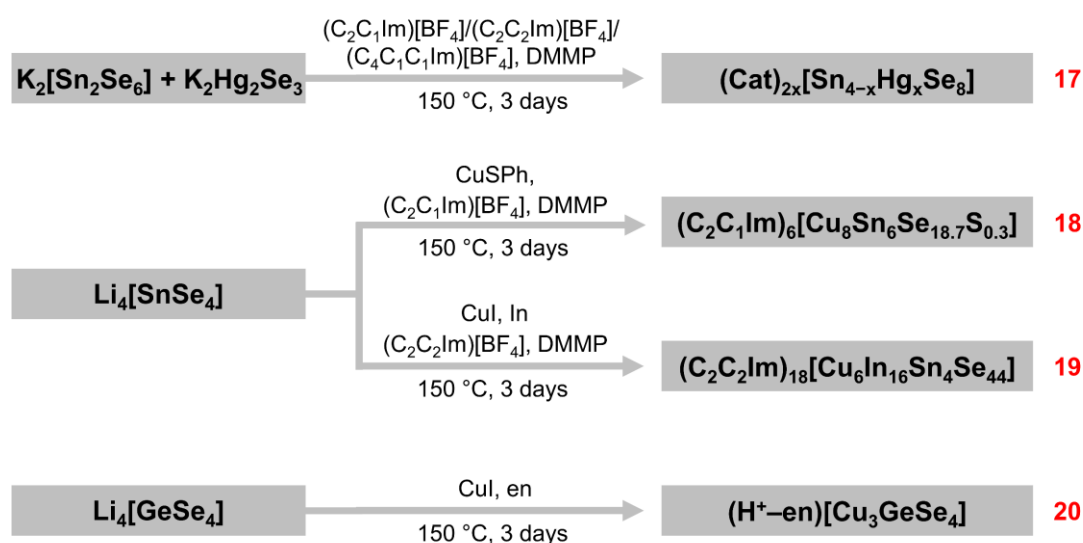 (C₂C₁Im)[BF₄]/(C₂C₂Im)[BF₄]/
(C₄C₁C₁Im)[BF₄], DMMP
K₂[Sn₂Se₆] + K₂Hg₂Se₃
150 °C, 3 days
(Cat)₂ₓ[Sn₄₋ₓHgₓSe₈]
17
Li₄[SnSe₄]
CuSPh,
(C₂C₁Im)[BF₄], DMMP
150 °C, 3 days
(C₂C₁Im)₆[Cu₈Sn₆Se₁₈.₇S₀.₃]
18
CuI, In
(C₂C₂Im)[BF₄], DMMP
150 °C, 3 days
(C₂C₂Im)₁₈[Cu₆In₁₆Sn₄Se₄₄]
19
Li₄[GeSe₄]
CuI, en
150 °C, 3 days
(H⁺–en)[Cu₃GeSe₄]
20